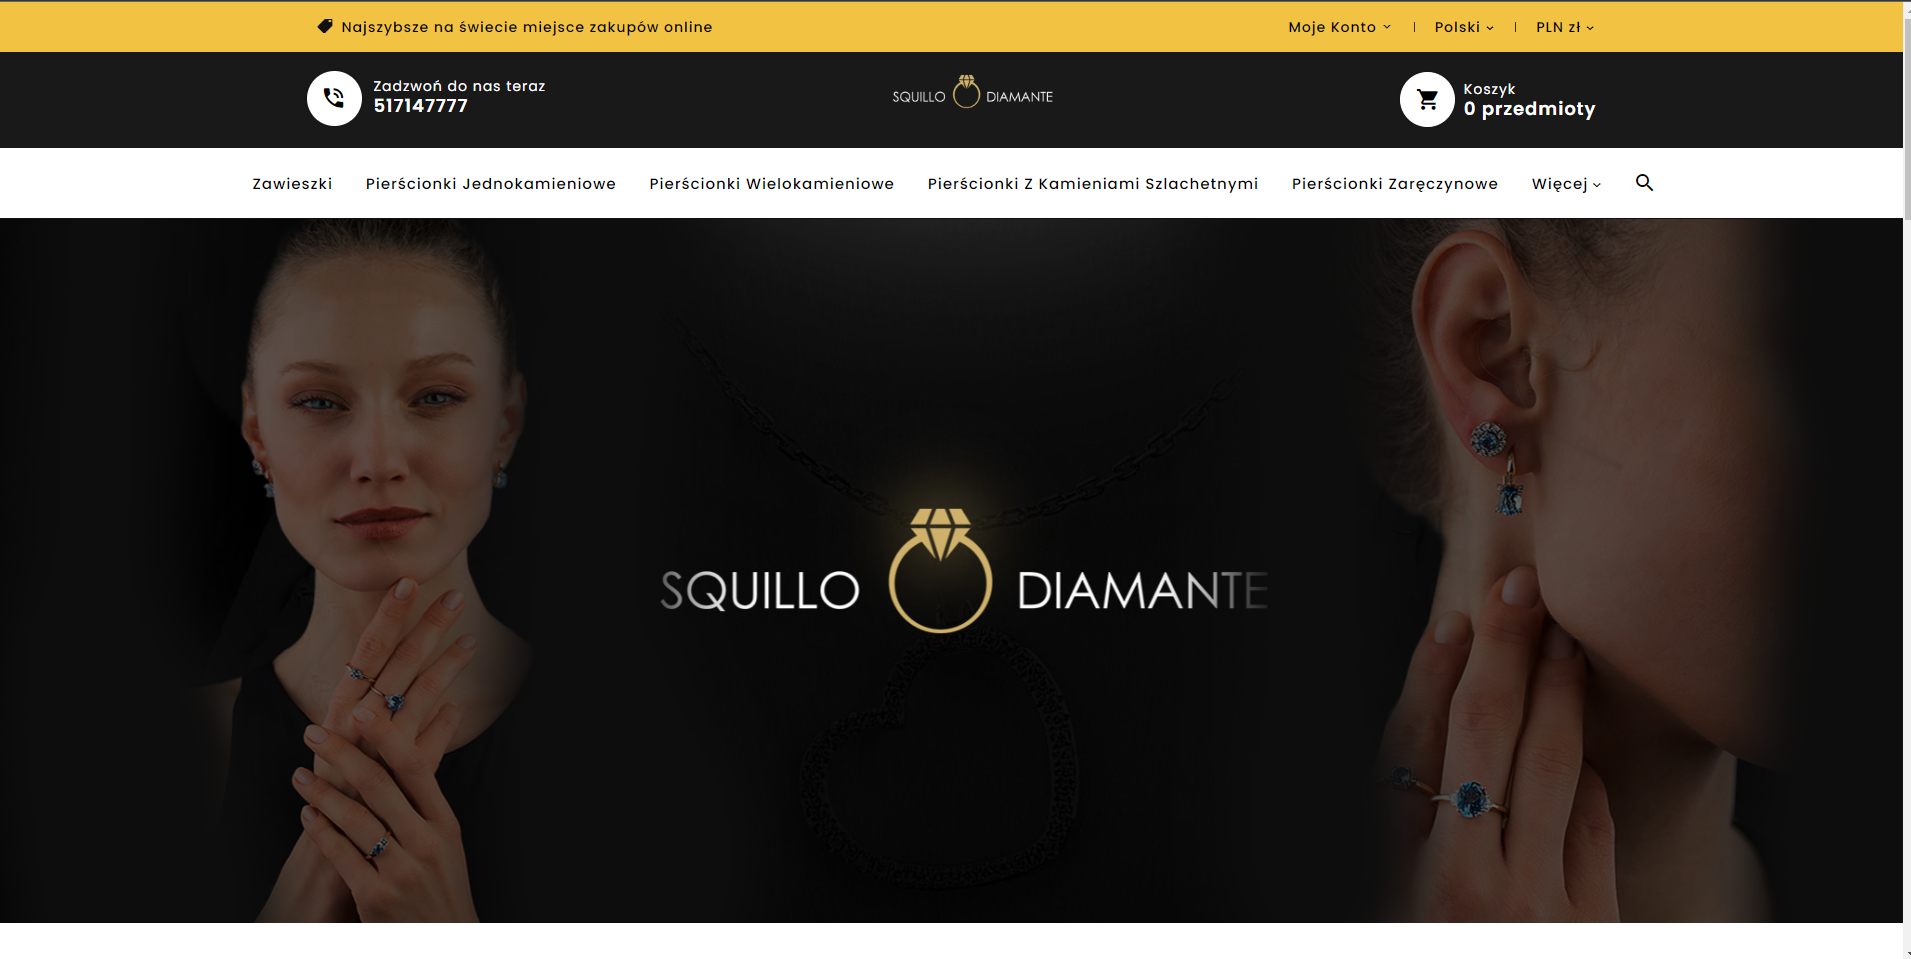 Najszybsze na świecie miejsce zakupów online
Moje Konto
Polski
PLN zł
Zadzwoń do nas teraz
517147777
SQUILLO DIAMANTE
Koszyk
0 przedmioty
Zawieszki
Pierścionki Jednokamieniowe
Pierścionki Wielokamieniowe
Pierścionki Z Kamieniami Szlachetnymi
Pierścionki Zaręczynowe
Więcej
SQUILLO DIAMANTE